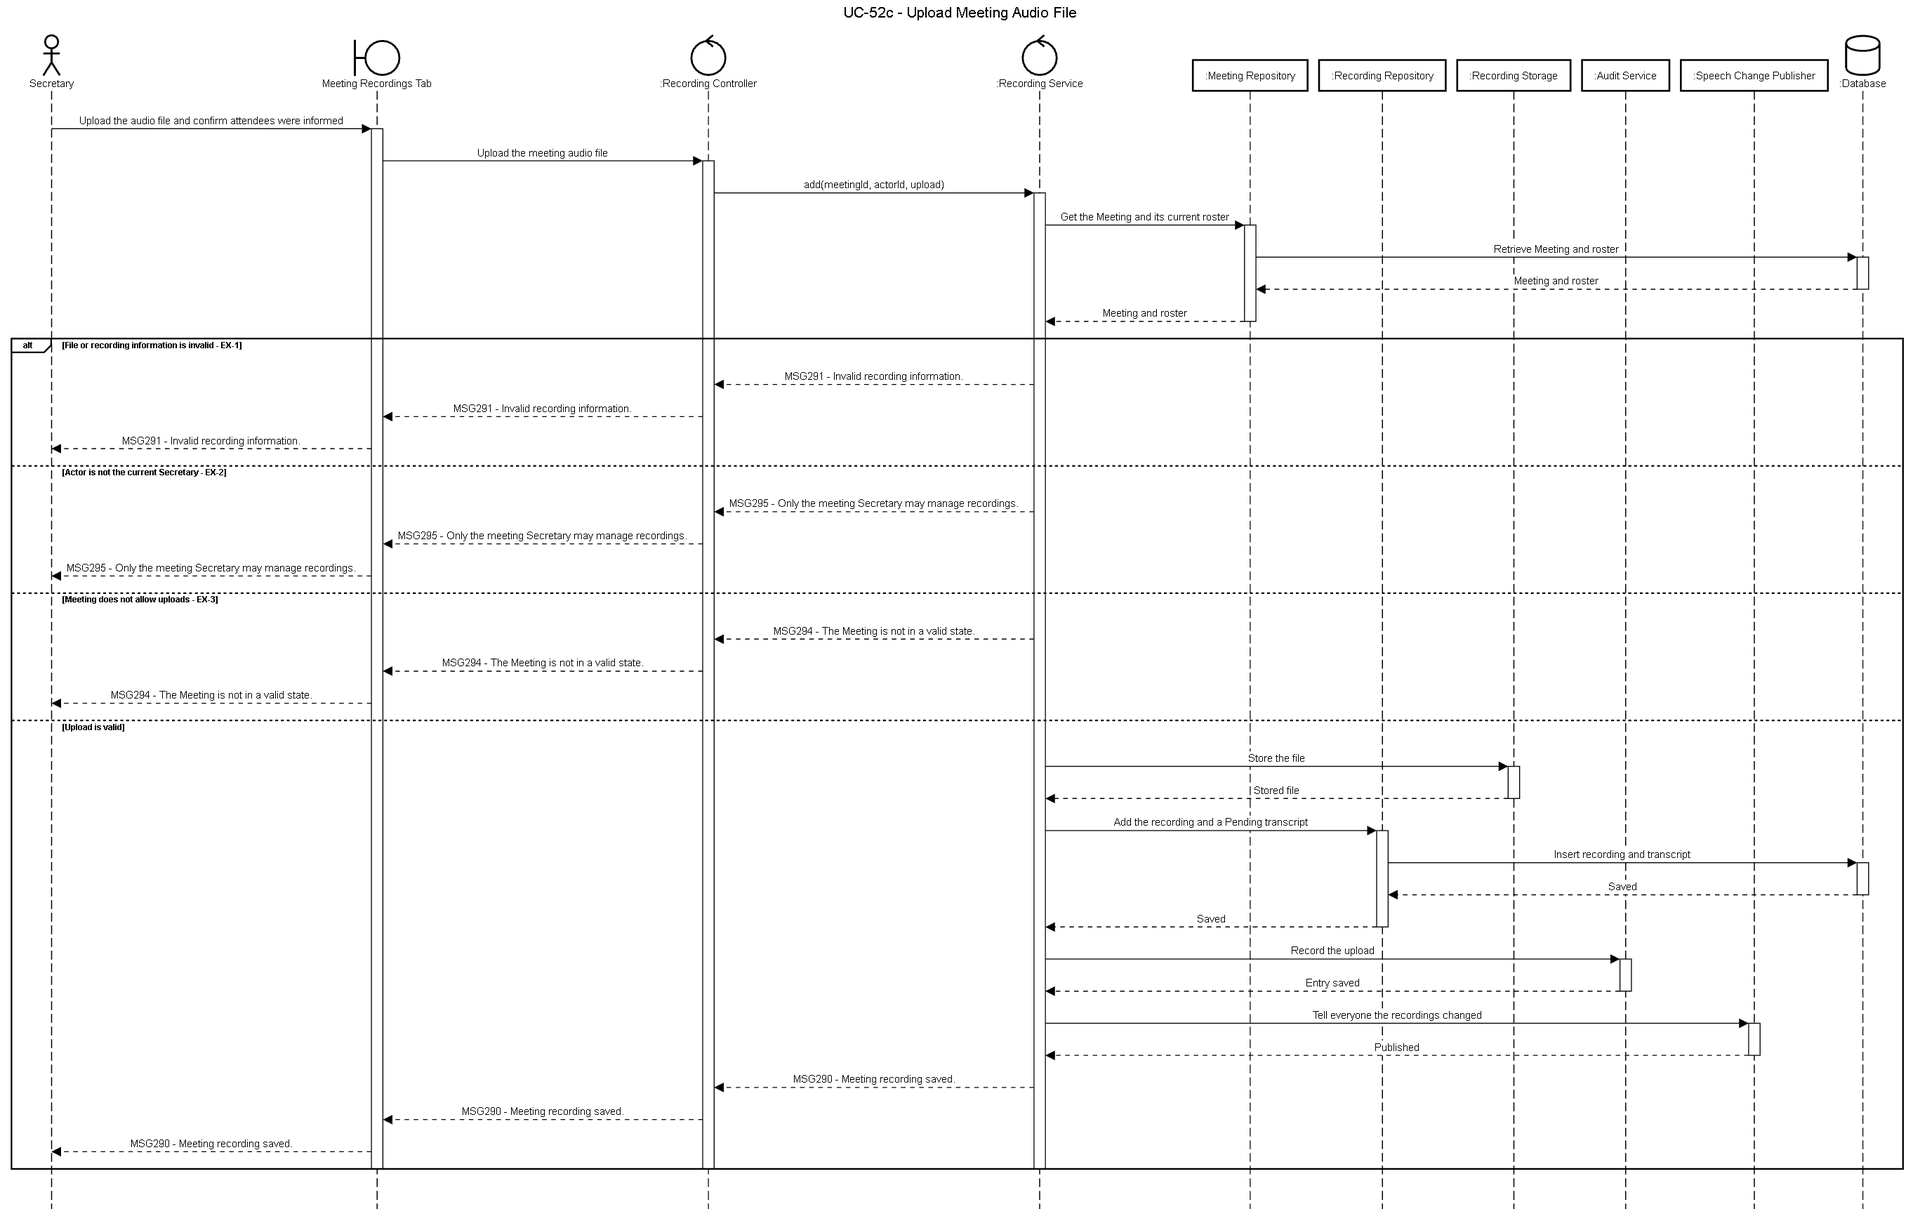 UC-52c - Upload Meeting Audio File
Secretary
Meeting Recordings Tab
:Recording Controller
:Recording Service
:Meeting Repository
:Recording Repository
:Recording Storage
:Audit Service
:Speech Change Publisher
:Database
Upload the audio file and confirm attendees were informed
Upload the meeting audio file
add(meetingId, actorId, upload)
Get the Meeting and its current roster
Retrieve Meeting and roster
Meeting and roster
Meeting and roster
alt
[File or recording information is invalid - EX-1]
MSG291 - Invalid recording information.
MSG291 - Invalid recording information.
MSG291 - Invalid recording information.
[Actor is not the current Secretary - EX-2]
MSG295 - Only the meeting Secretary may manage recordings.
MSG295 - Only the meeting Secretary may manage recordings.
MSG295 - Only the meeting Secretary may manage recordings.
[Meeting does not allow uploads - EX-3]
MSG294 - The Meeting is not in a valid state.
MSG294 - The Meeting is not in a valid state.
MSG294 - The Meeting is not in a valid state.
[Upload is valid]
Store the file
Stored file
Add the recording and a Pending transcript
Insert recording and transcript
Saved
Saved
Record the upload
Entry saved
Tell everyone the recordings changed
Published
MSG290 - Meeting recording saved.
MSG290 - Meeting recording saved.
MSG290 - Meeting recording saved.